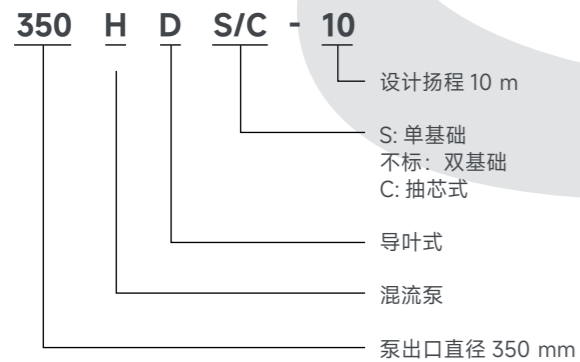 350 H D S/C - 10
设计扬程 10 m
S: 单基础
不标：双基础
C: 抽芯式
导叶式
混流泵
泵出口直径 350 mm